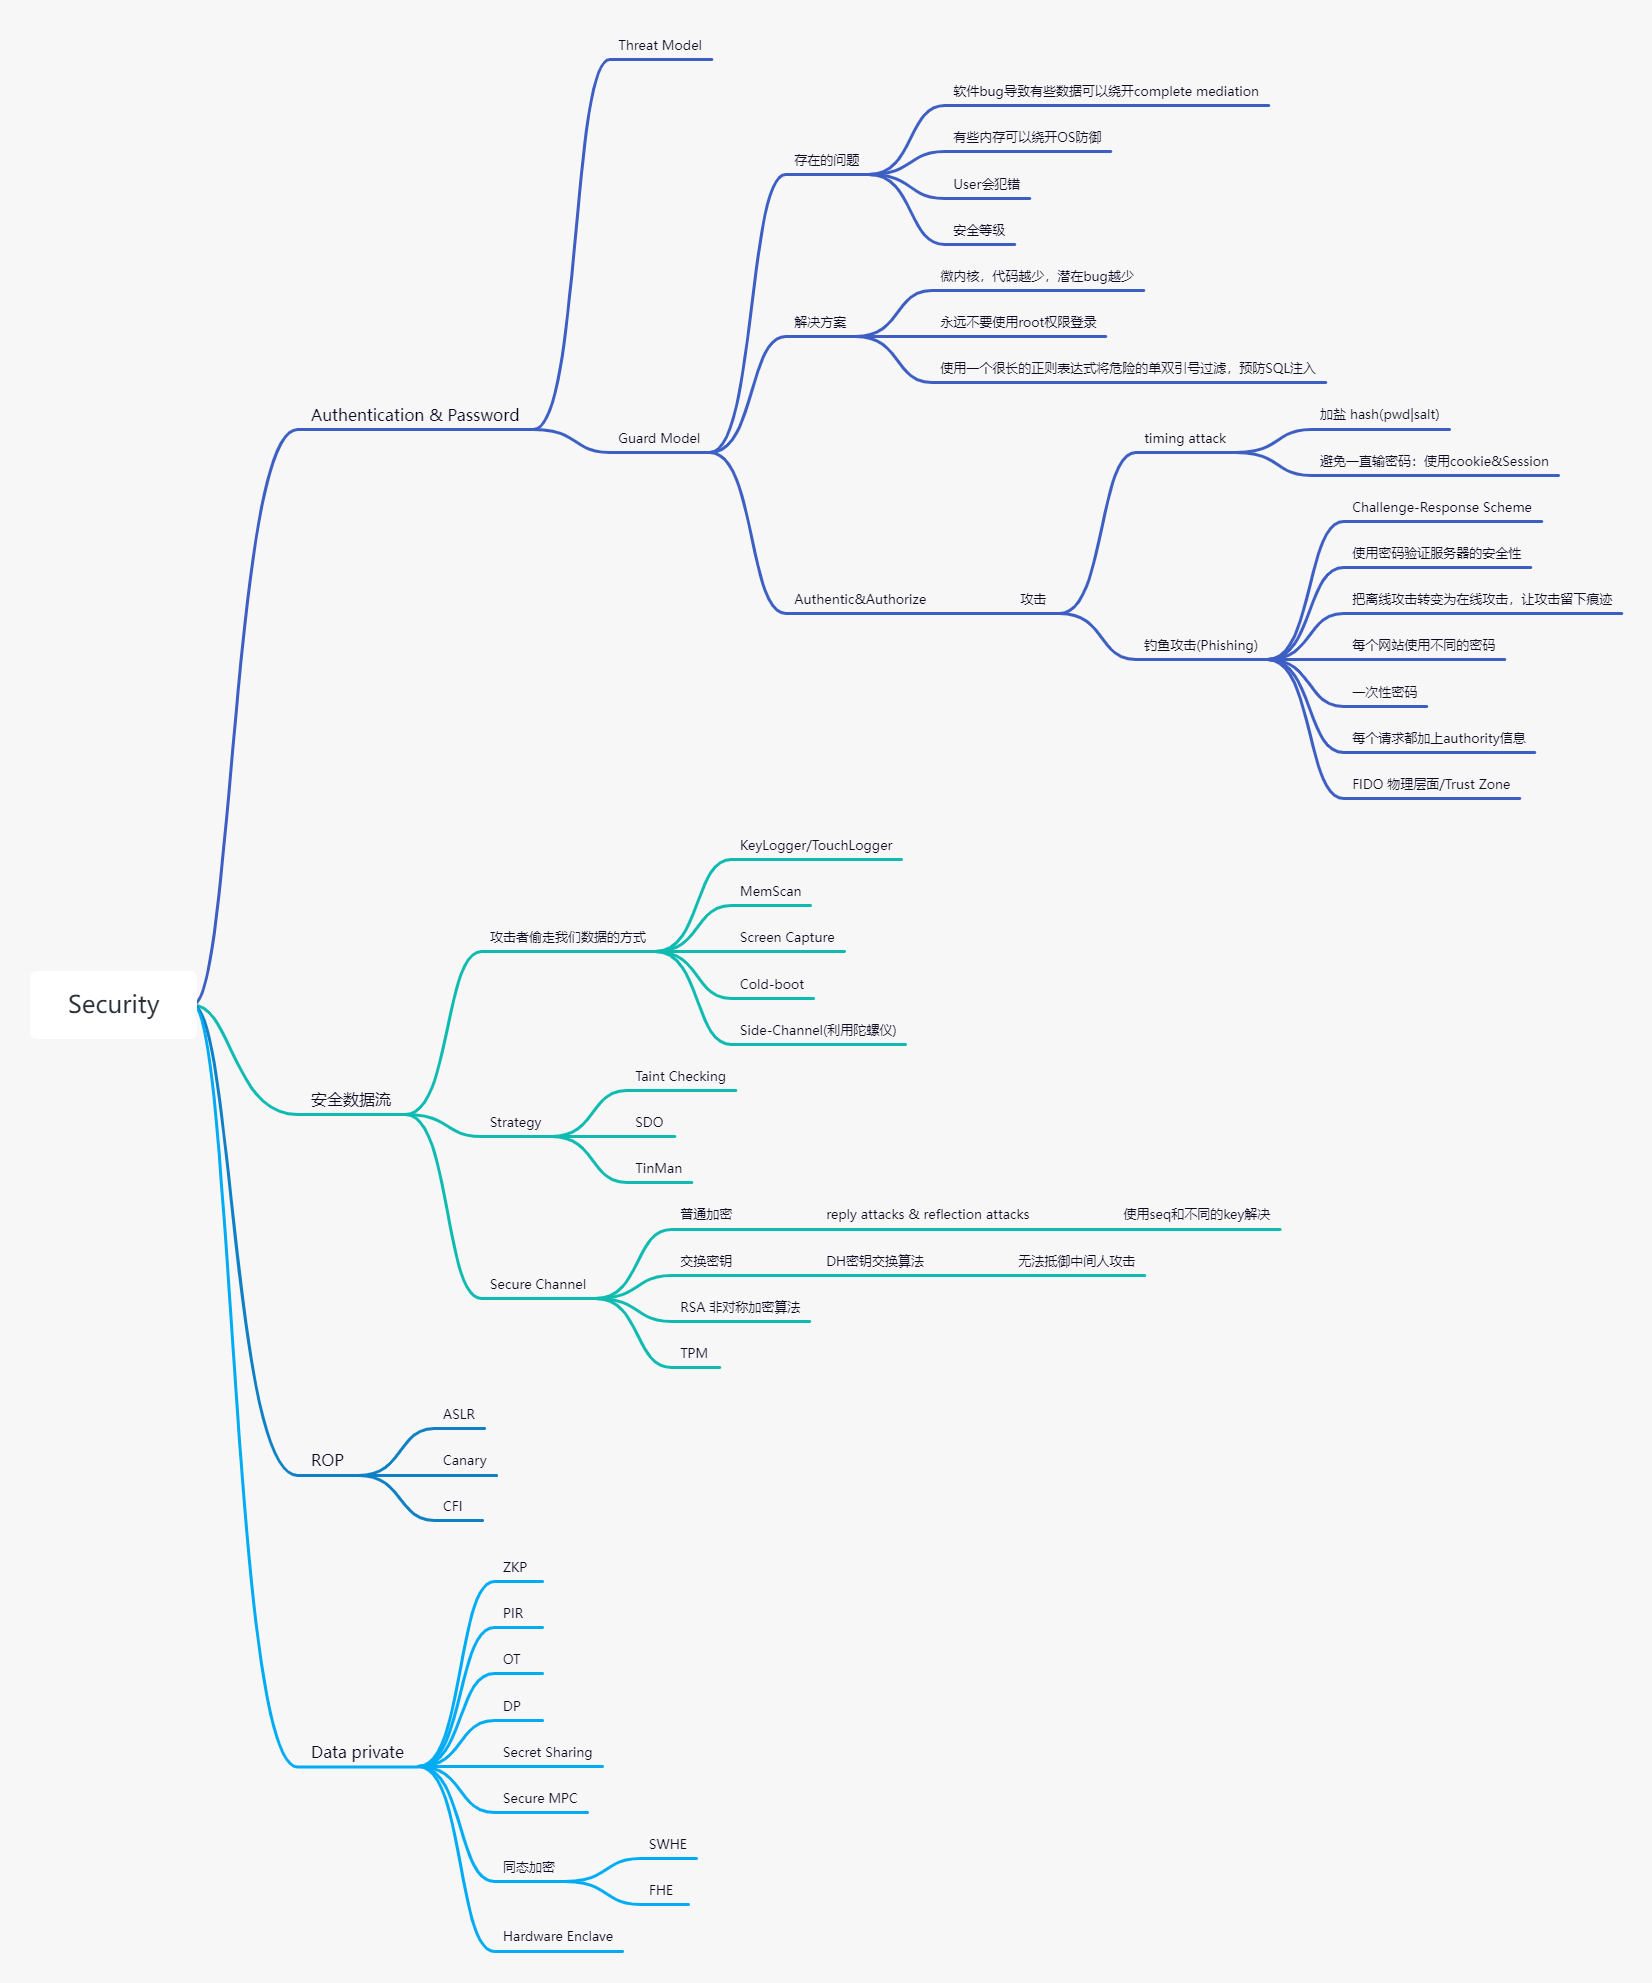 Threat Model
软件bug导致有些数据可以绕开complete mediation
有些内存可以绕开OS防御
存在的问题
User会犯错
安全等级
微内核，代码越少，潜在bug越少
解决方案
永远不要使用root权限登录
使用一个很长的正则表达式将危险的单双引号过滤，预防SQL注入
Authentication & Password
Guard Model
加盐 hash(pwd|salt)
timing attack
避免一直输密码：使用cookie&Session
Challenge-Response Scheme
使用密码验证服务器的安全性
Authentic&Authorize
攻击
把离线攻击转变为在线攻击，让攻击留下痕迹
钓鱼攻击(Phishing)
每个网站使用不同的密码
一次性密码
每个请求都加上authority信息
FIDO 物理层面/Trust Zone
KeyLogger/TouchLogger
MemScan
攻击者偷走我们数据的方式
Screen Capture
Cold-boot
Security
Side-Channel(利用陀螺仪)
Taint Checking
安全数据流
Strategy
SDO
TinMan
普通加密
reply attacks & reflection attacks
使用seq和不同的key解决
交换密钥
DH密钥交换算法
无法抵御中间人攻击
Secure Channel
RSA 非对称加密算法
TPM
ASLR
ROP
Canary
CFI
ZKP
PIR
OT
DP
Data private
Secret Sharing
Secure MPC
SWHE
同态加密
FHE
Hardware Enclave